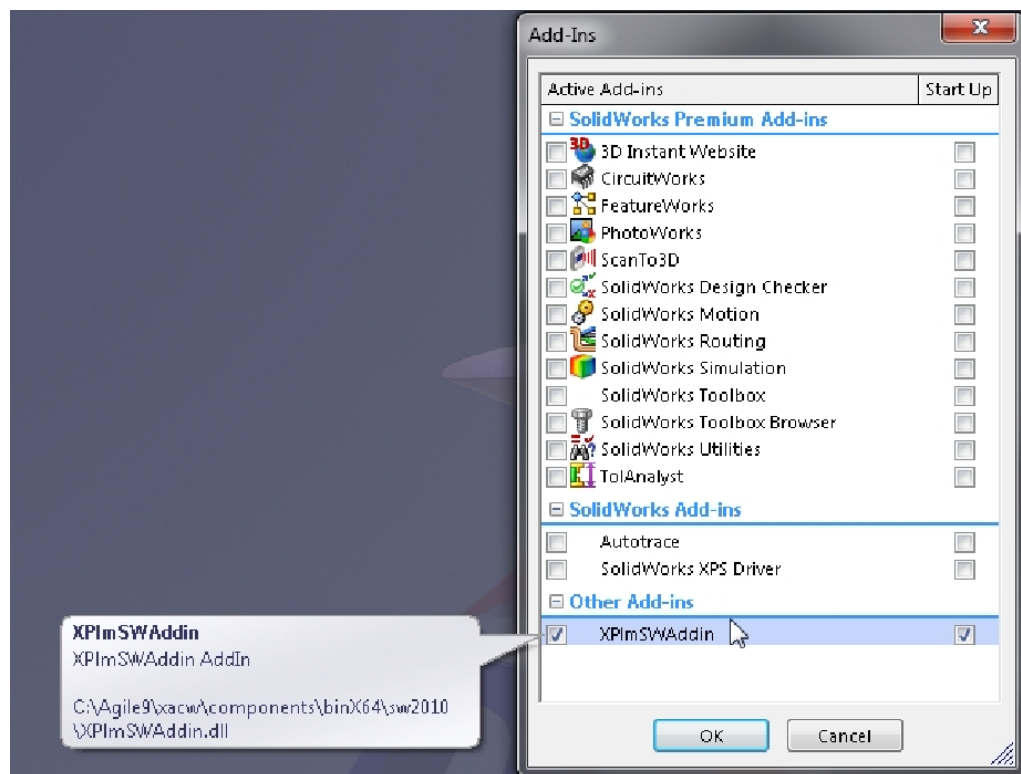 Add-Ins
x
Active Add-ins Start Up
SolidWorks Premium Add-ins
3D 3D Instant Website
CircuitWorks
FeatureWorks
PhotoWorks
ScanTo3D
SolidWorks Design Checker
SolidWorks Motion
SolidWorks Routing
SolidWorks Simulation
SolidWorks Toolbox
SolidWorks Toolbox Browser
SolidWorks Utilities
TolAnalyst
SolidWorks Add-ins
Autotrace
SolidWorks XPS Driver
Other Add-ins
XPlmSWAddin
XPlmSWAddin
XPlmSWAddin AddIn
C:\Agile9\xacw\components\binX64\sw2010
\XPlmSWAddin.dll
OK Cancel